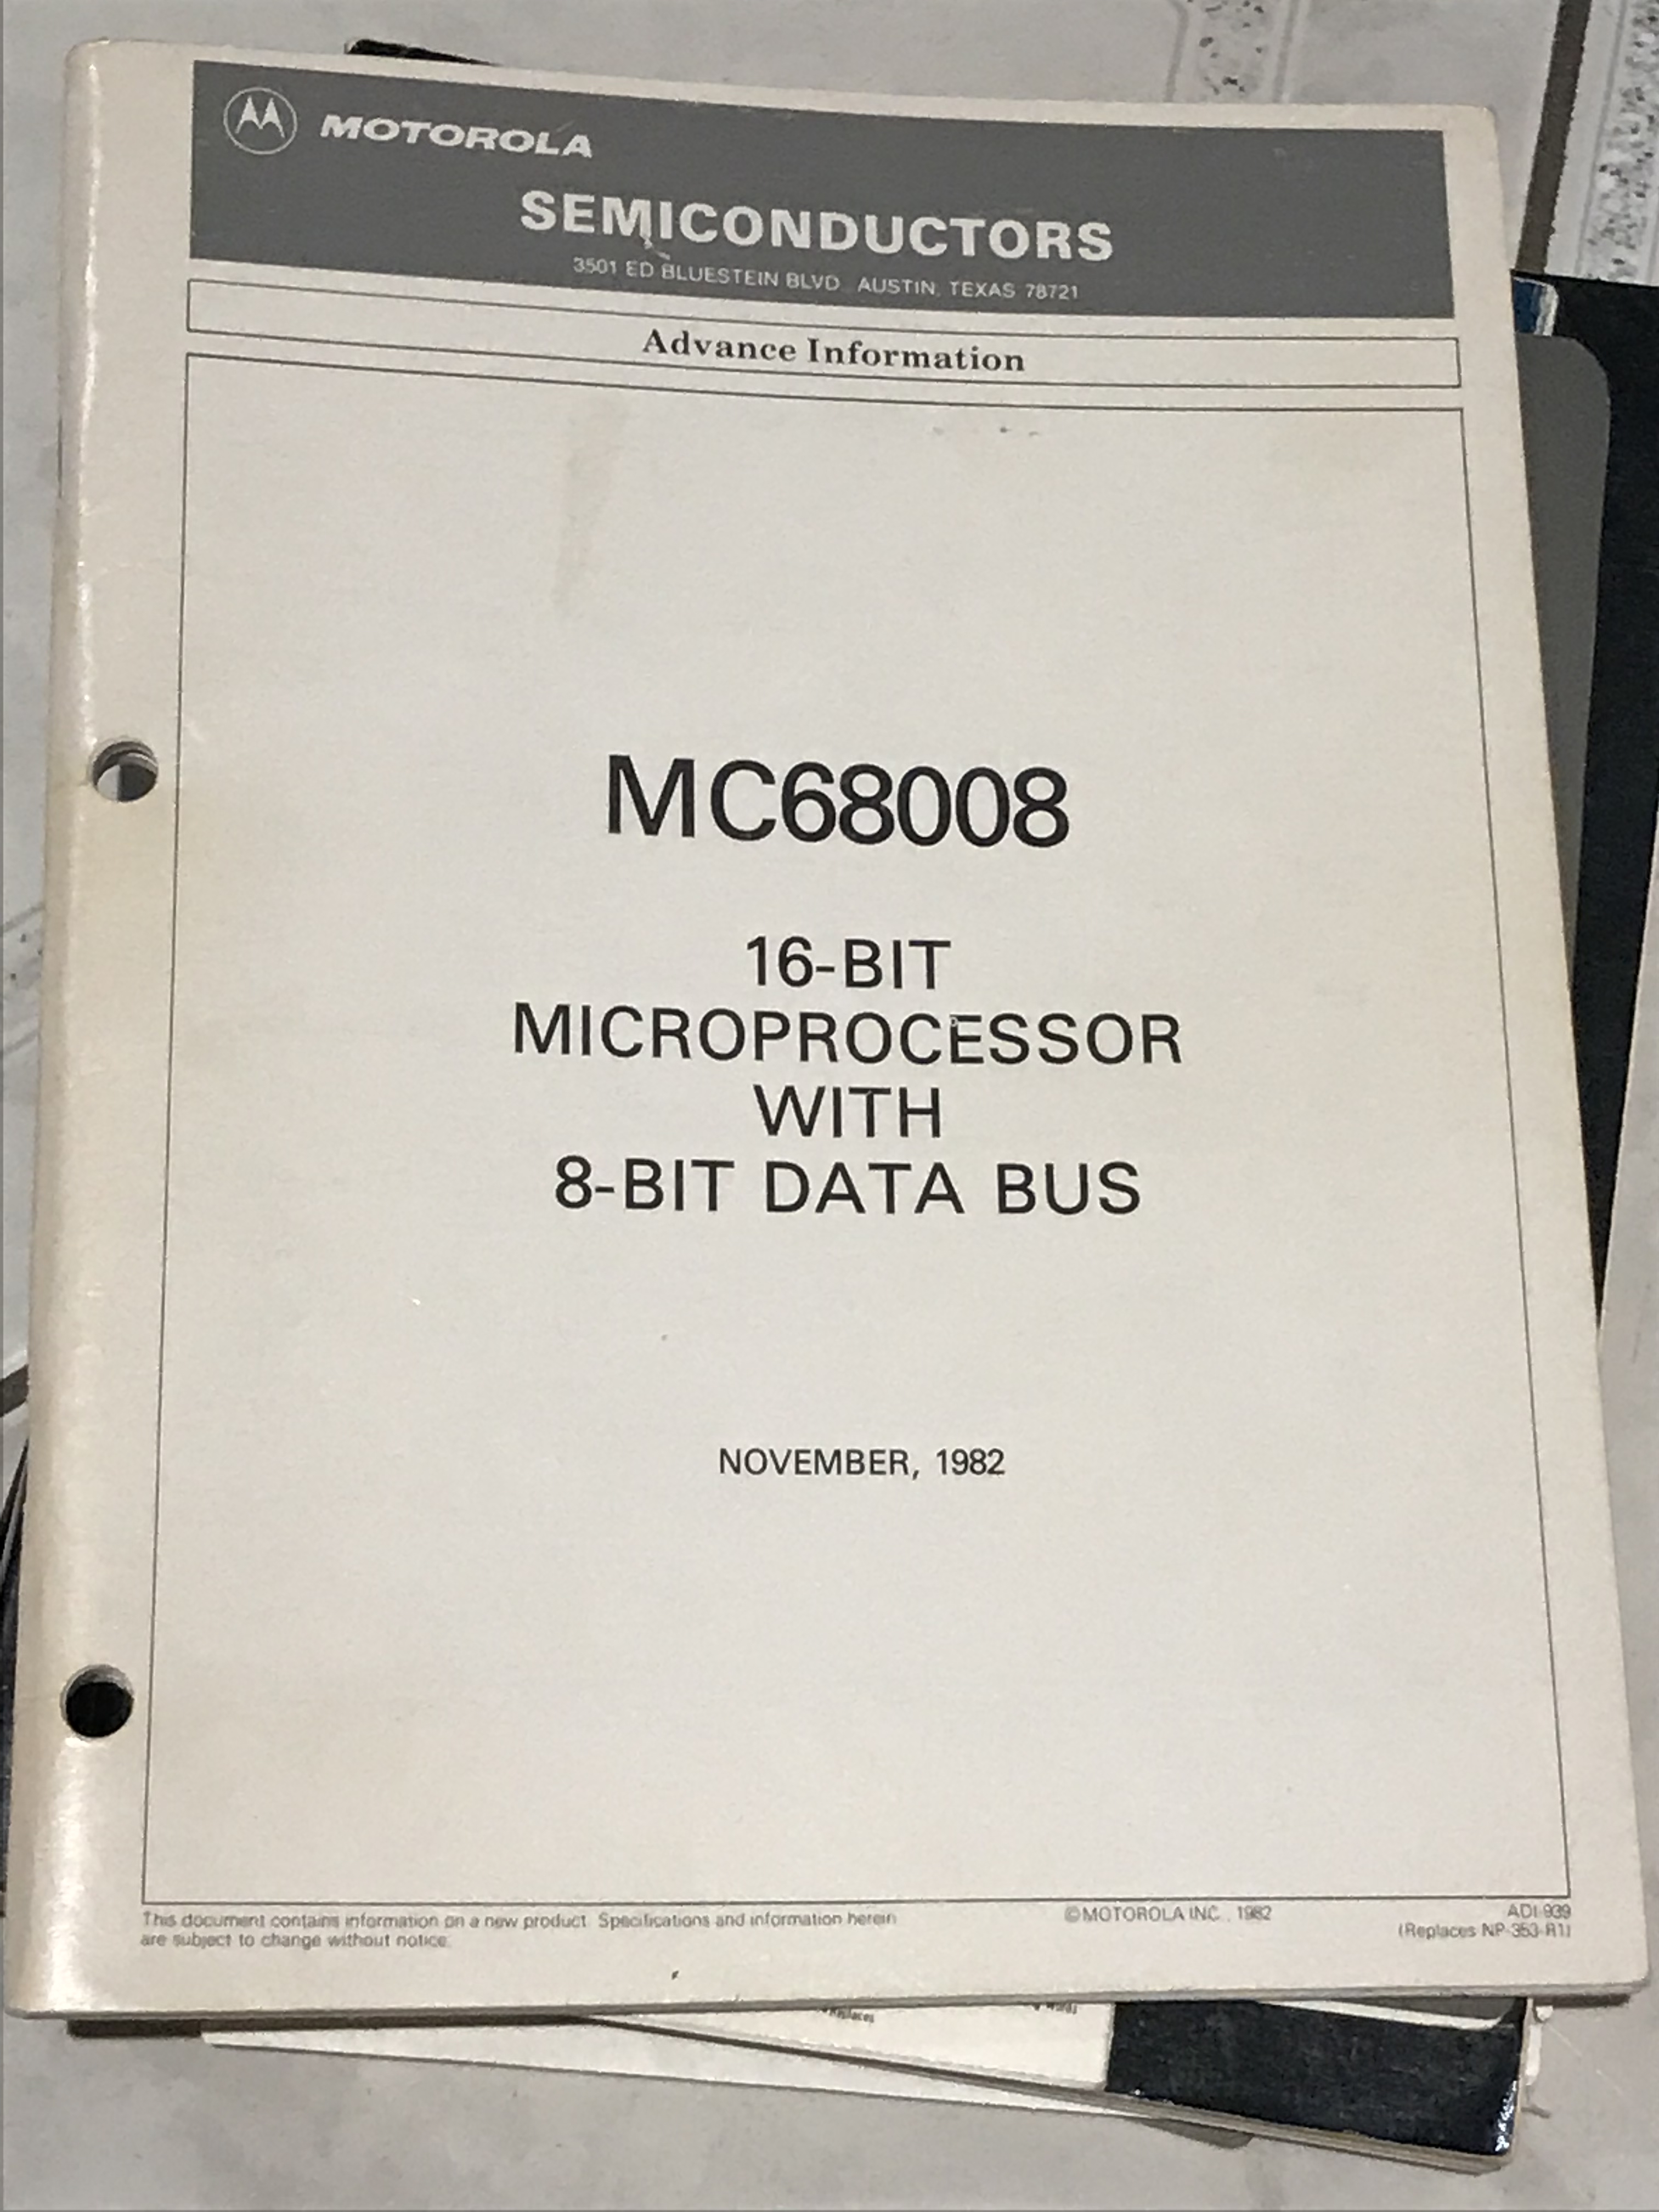 MOTOROLA
SEMICONDUCTORS
3501 ED BLUESTEIN BLVD. AUSTIN, TEXAS 78721
Advance Information
MC68008
16-BIT
MICROPROCESSOR
WITH
8-BIT DATA BUS
NOVEMBER, 1982
This document contains information on a new product. Specifications and information herein
are subject to change without notice.
©MOTOROLA INC., 1982
ADI-939
(Replaces NP-353-R1)
Replaces
Words